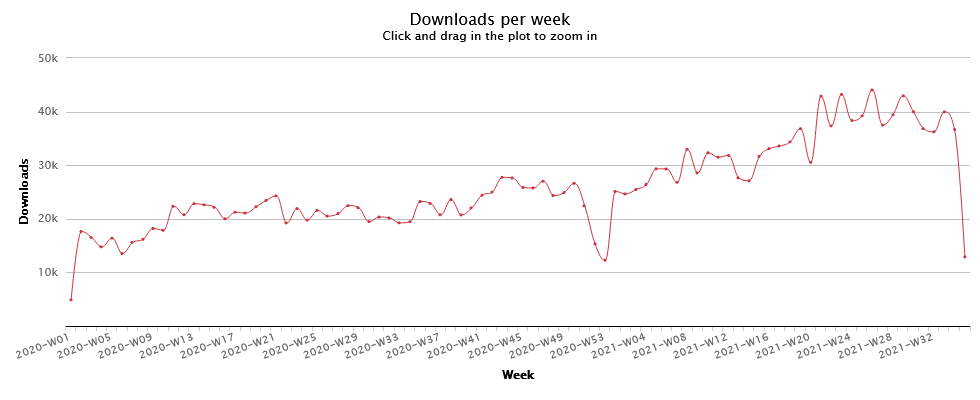 Downloads per week
Click and drag in the plot to zoom in
50k
40k
30k
20k
10k
Downloads
2020-W01
2020-W05
2020-W09
2020-W13
2020-W17
2020-W21
2020-W25
2020-W29
2020-W33
2020-W37
2020-W41
2020-W45
2020-W49
2020-W53
2021-W04
2021-W08
2021-W12
2021-W16
2021-W20
2021-W24
2021-W28
2021-W32
Week